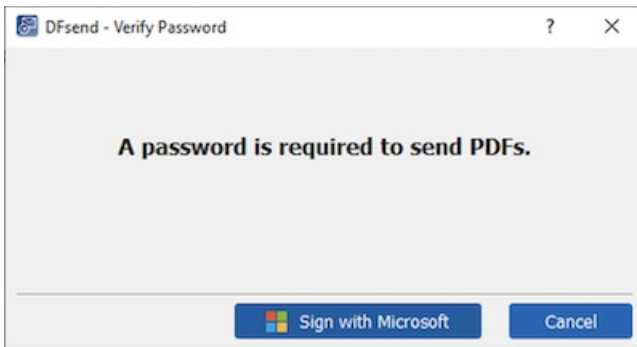 DFsend - Verify Password
A password is required to send PDFs.
Sign with Microsoft
Cancel